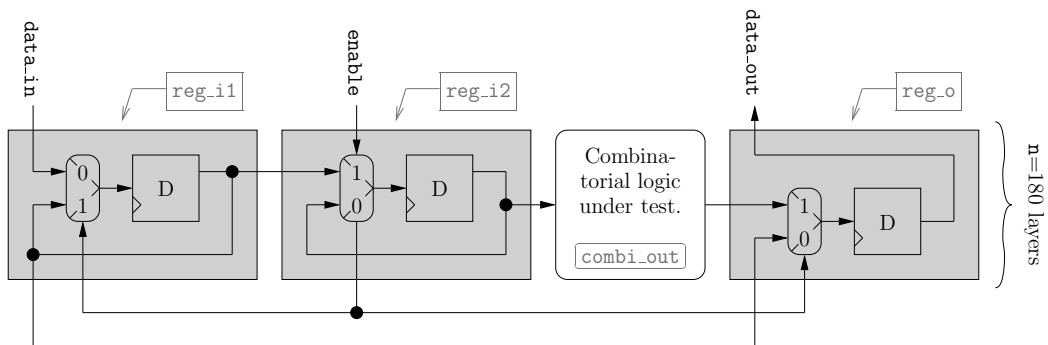 data_in
enable
data_out
reg_i1
reg_i2
reg_o
0
1
D
1
0
D
Combina-
torial logic
under test.
combi_out
1
0
D
n=180 layers